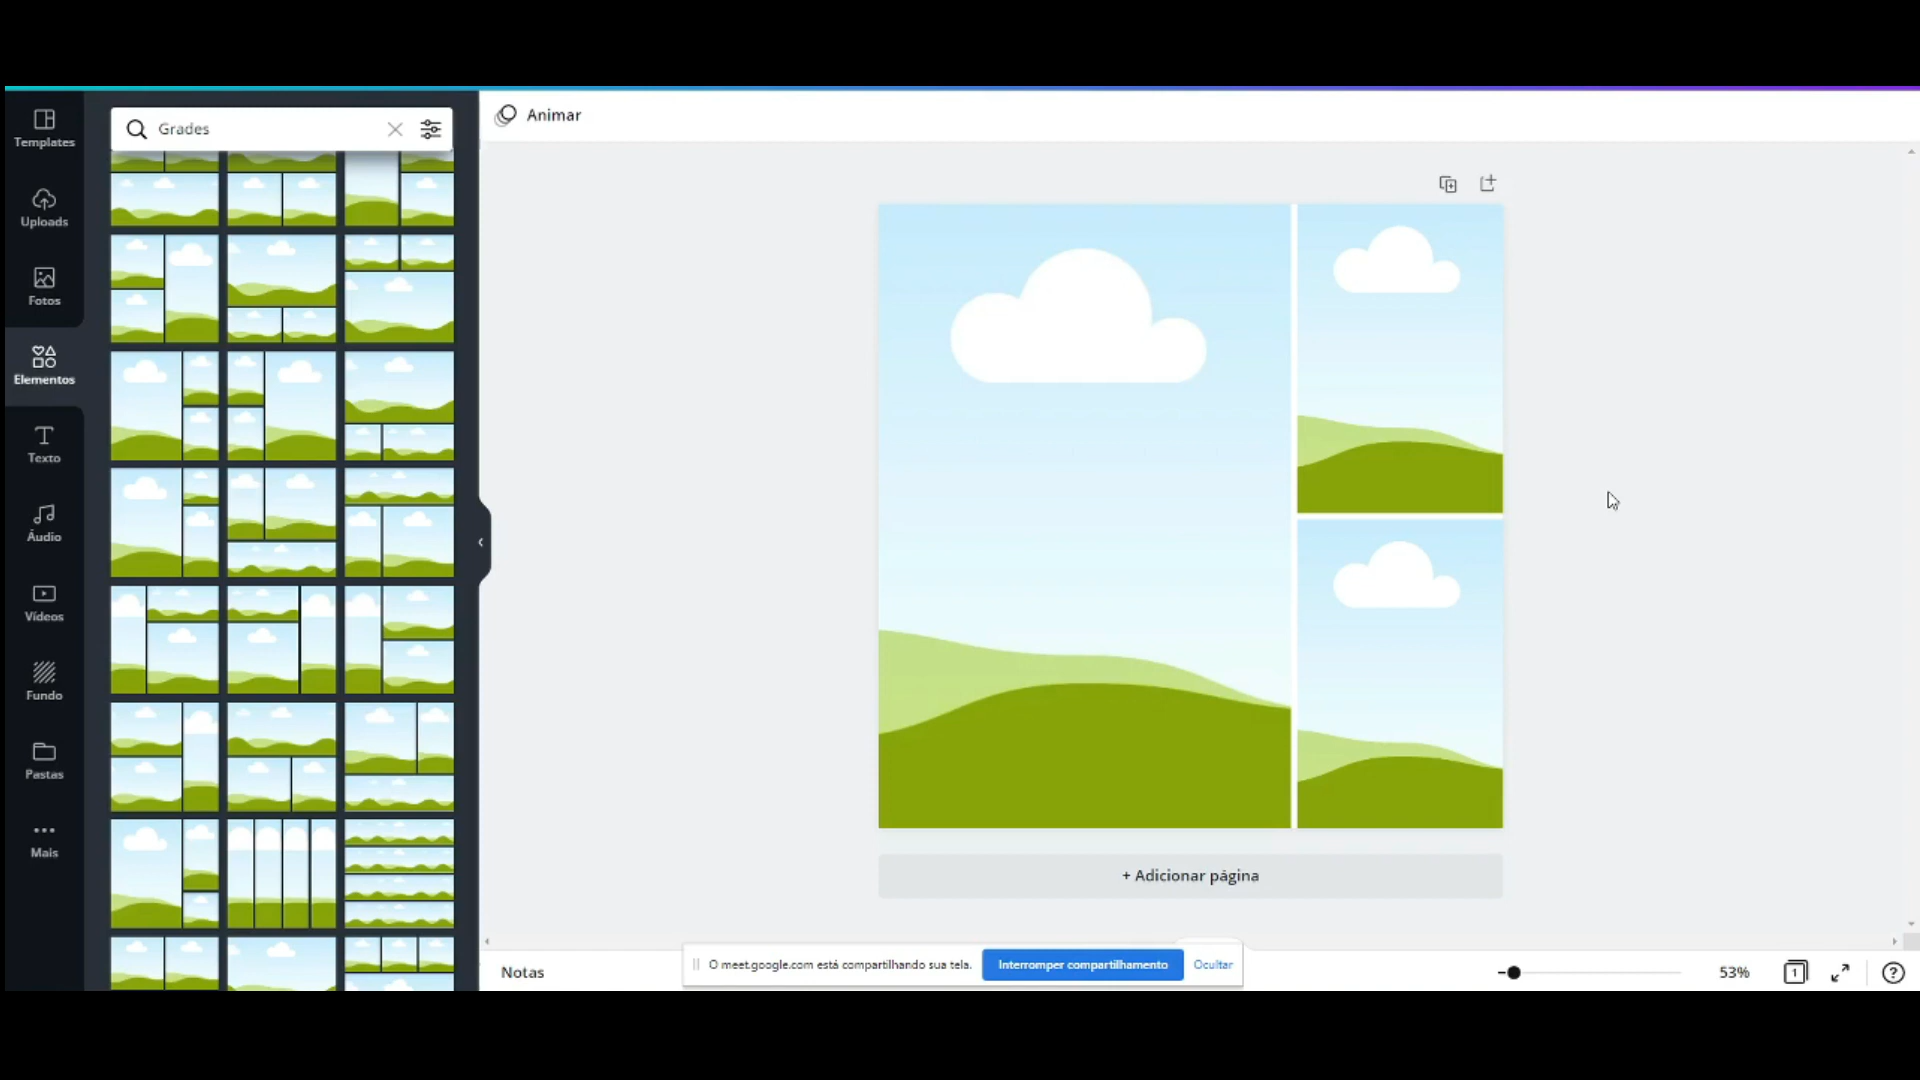 Templates
Uploads
Fotos
Elementos
Texto
Áudio
Vídeos
Fundo
Pastas
Mais
Grades
Animar
+ Adicionar página
Notas
O meet.google.com está compartilhando sua tela.
Interromper compartilhamento
Ocultar
53%
1
?